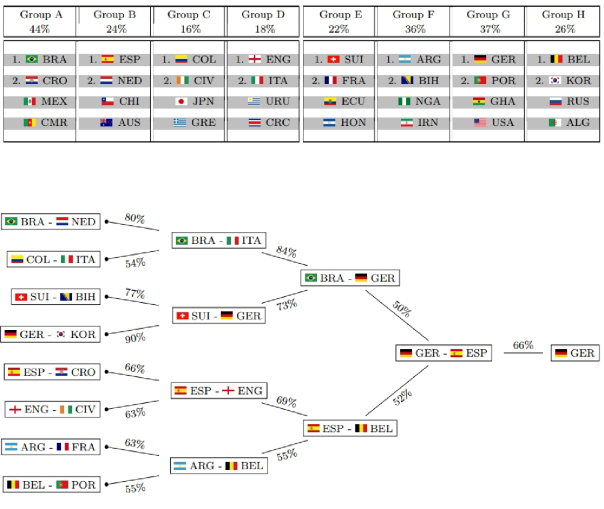 Group A Group B Group C Group D Group E Group F Group G Group H
44% 24% 16% 18% 22% 36% 37% 26%
1. BRA 1. ESP 1. COL 1. ENG 1. SUI 1. ARG 1. GER 1. BEL
2. CRO 2. NED 2. CIV 2. ITA 2. FRA 2. BIH 2. POR 2. KOR
MEX CHI JPN URU ECU NGA GHA RUS
CMR AUS GRE CRC HON IRN USA ALG
BRA - NED 80%
BRA - ITA 84%
COL - ITA 54%
BRA - GER 50%
SUI - BIH 77%
SUI - GER 73%
GER - KOR 90%
GER - ESP 66% GER
ESP - CRO 66%
ESP - ENG 69%
ENG - CIV 63%
ESP - BEL 52%
ARG - FRA 63%
ARG - BEL 55%
BEL - POR 55%